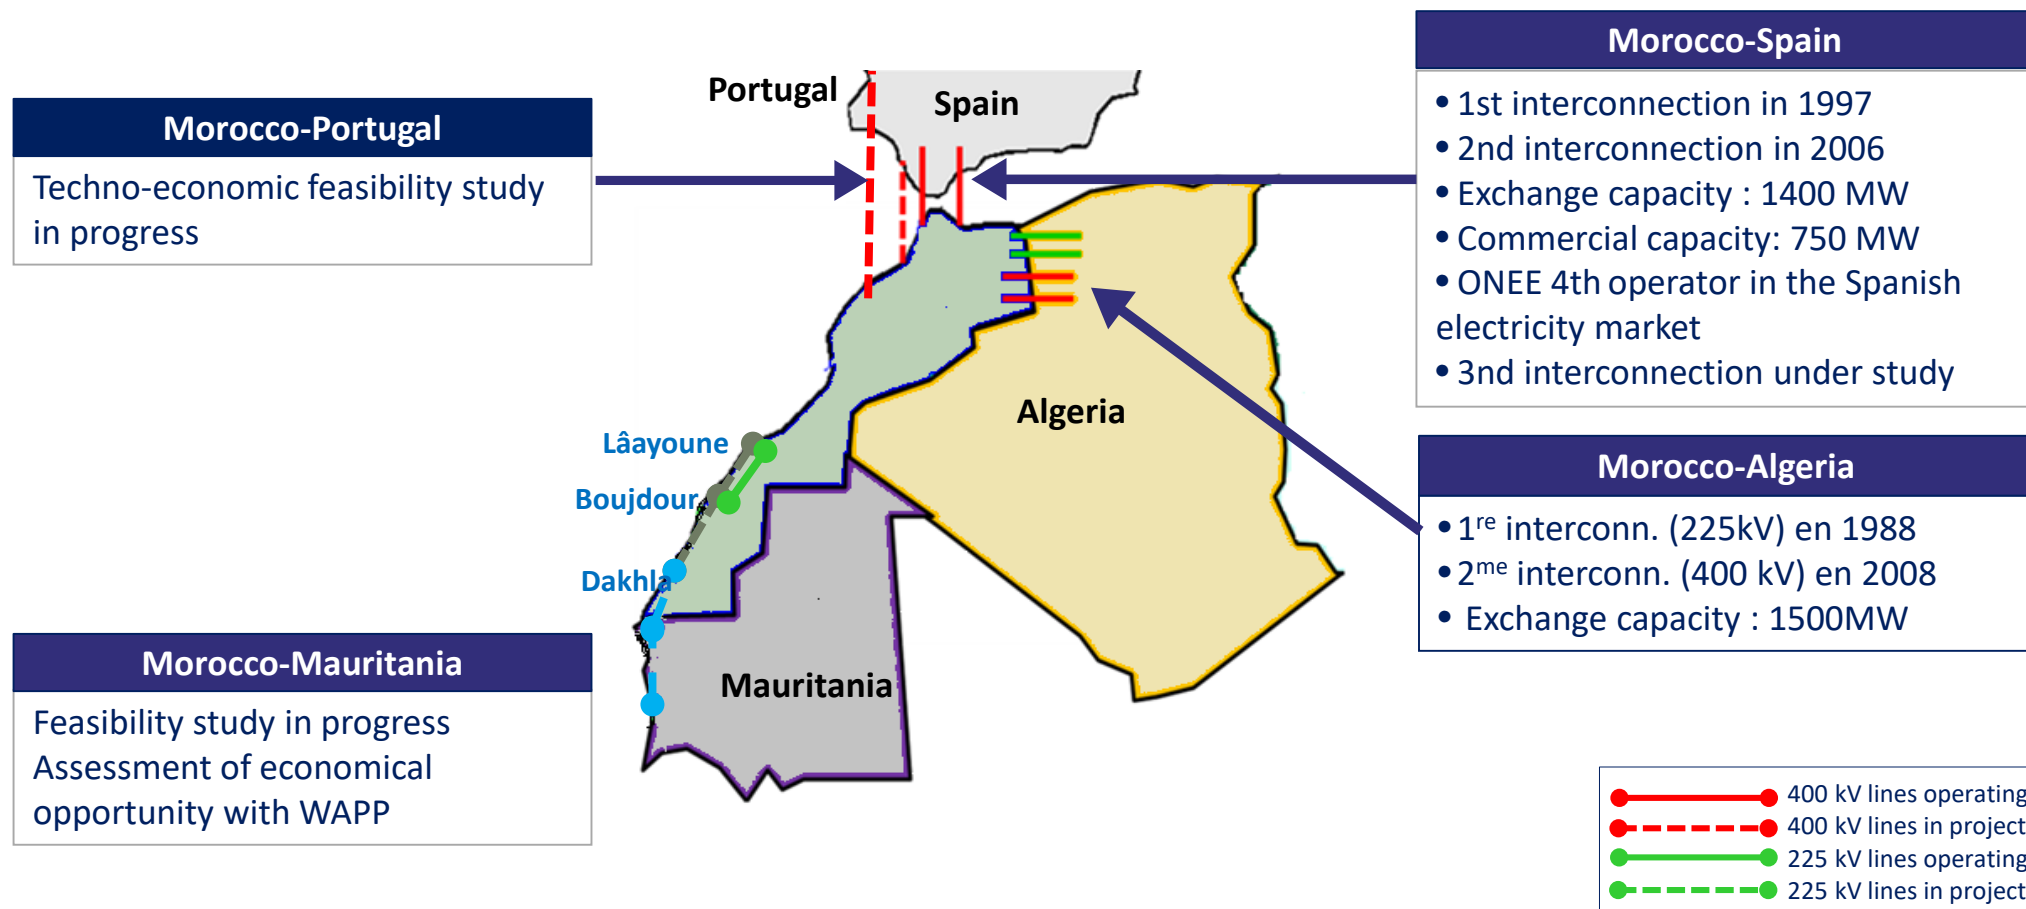 Morocco-Portugal
Techno-economic feasibility study
in progress
Morocco-Mauritania
Feasibility study in progress
Assessment of economical
opportunity with WAPP
Portugal
Spain
Algeria
Lâayoune
Boujdour
Dakhla
Mauritania
Morocco-Spain
• 1st interconnection in 1997
• 2nd interconnection in 2006
• Exchange capacity : 1400 MW
• Commercial capacity: 750 MW
• ONEE 4th operator in the Spanish
electricity market
• 3nd interconnection under study
Morocco-Algeria
• 1re interconn. (225kV) en 1988
• 2me interconn. (400 kV) en 2008
• Exchange capacity : 1500MW
400 kV lines operating
400 kV lines in project
225 kV lines operating
225 kV lines in project